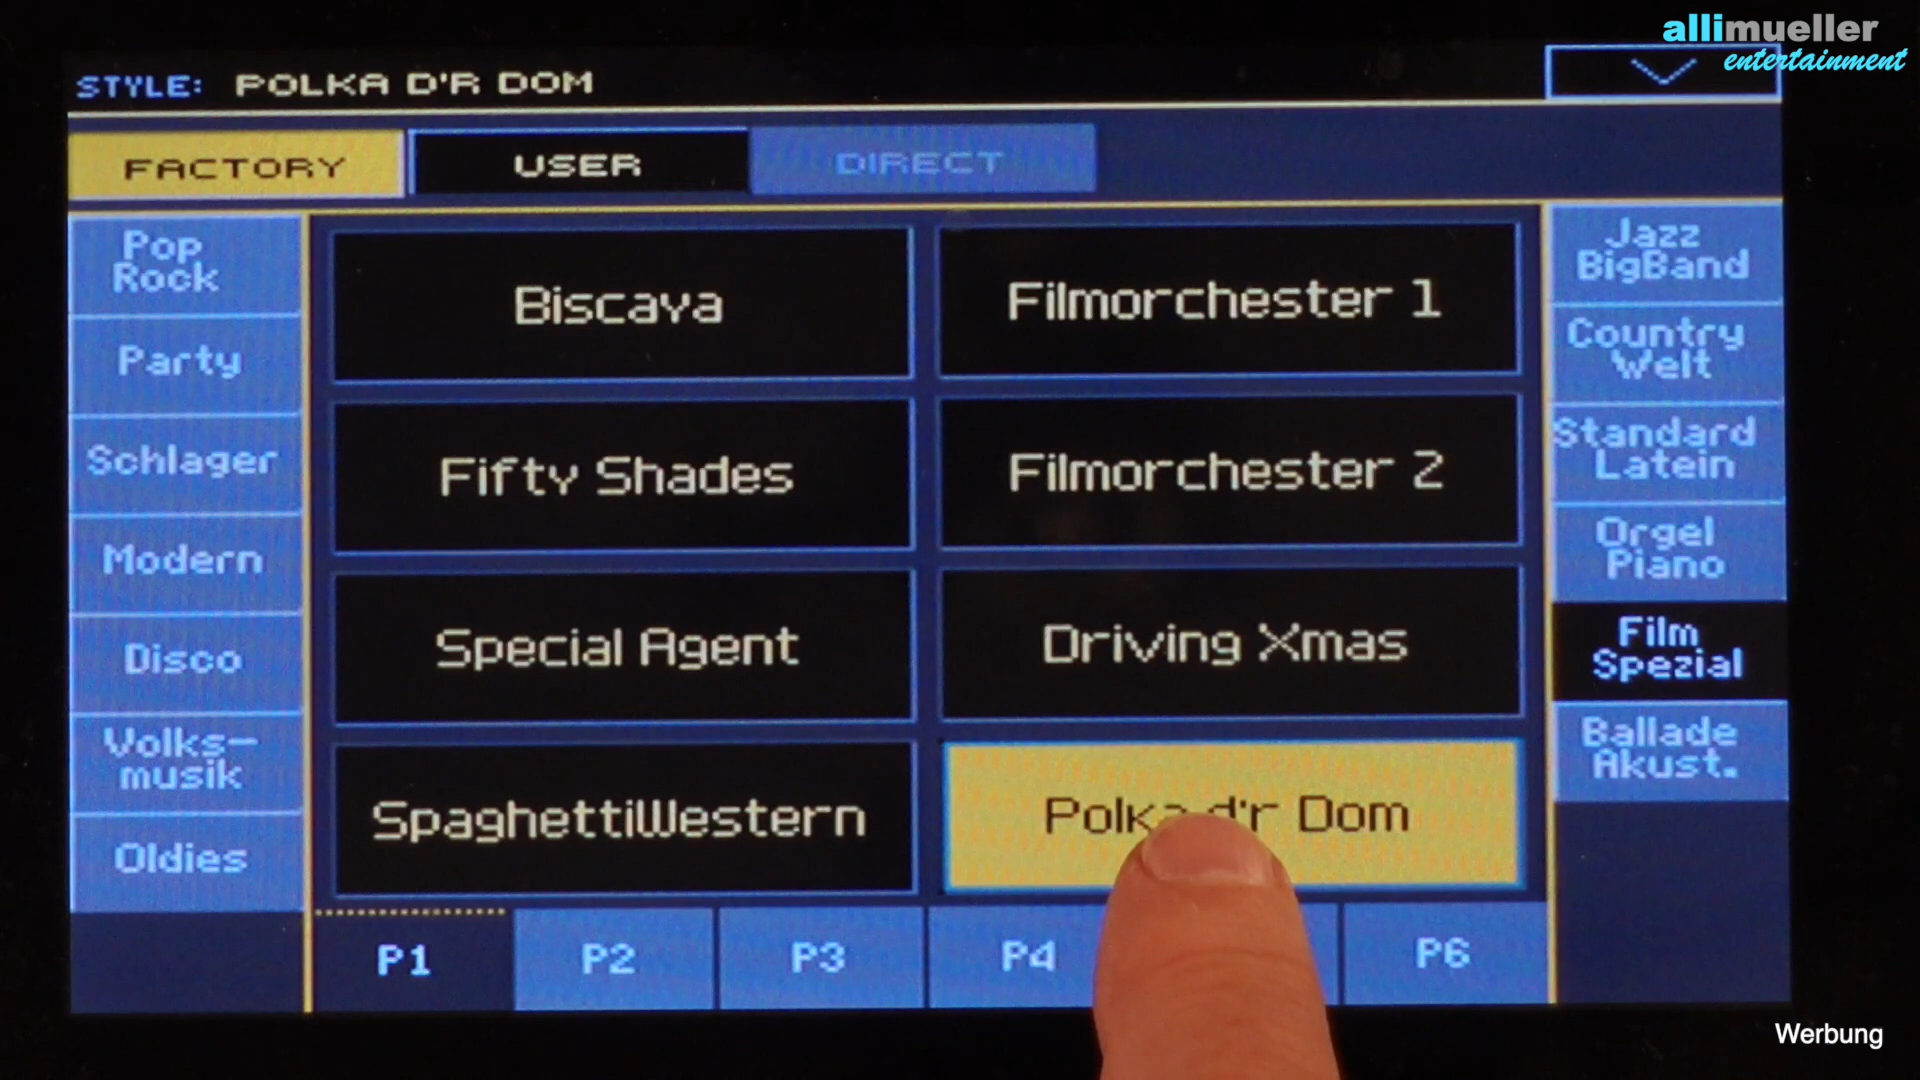 allimueller
entertainment
STYLE: POLKA D'R DOM
FACTORY
USER
DIRECT
Pop
Rock
Party
Schlager
Modern
Disco
Volks-
musik
Oldies
Biscaya
Filmorchester 1
Fifty Shades
Filmorchester 2
Special Agent
Driving Xmas
SpaghettiWestern
Polka d'r Dom
Jazz
BigBand
Country
Welt
Standard
Latein
Orgel
Piano
Film
Spezial
Ballade
Akust.
P1
P2
P3
P4
P6
Werbung